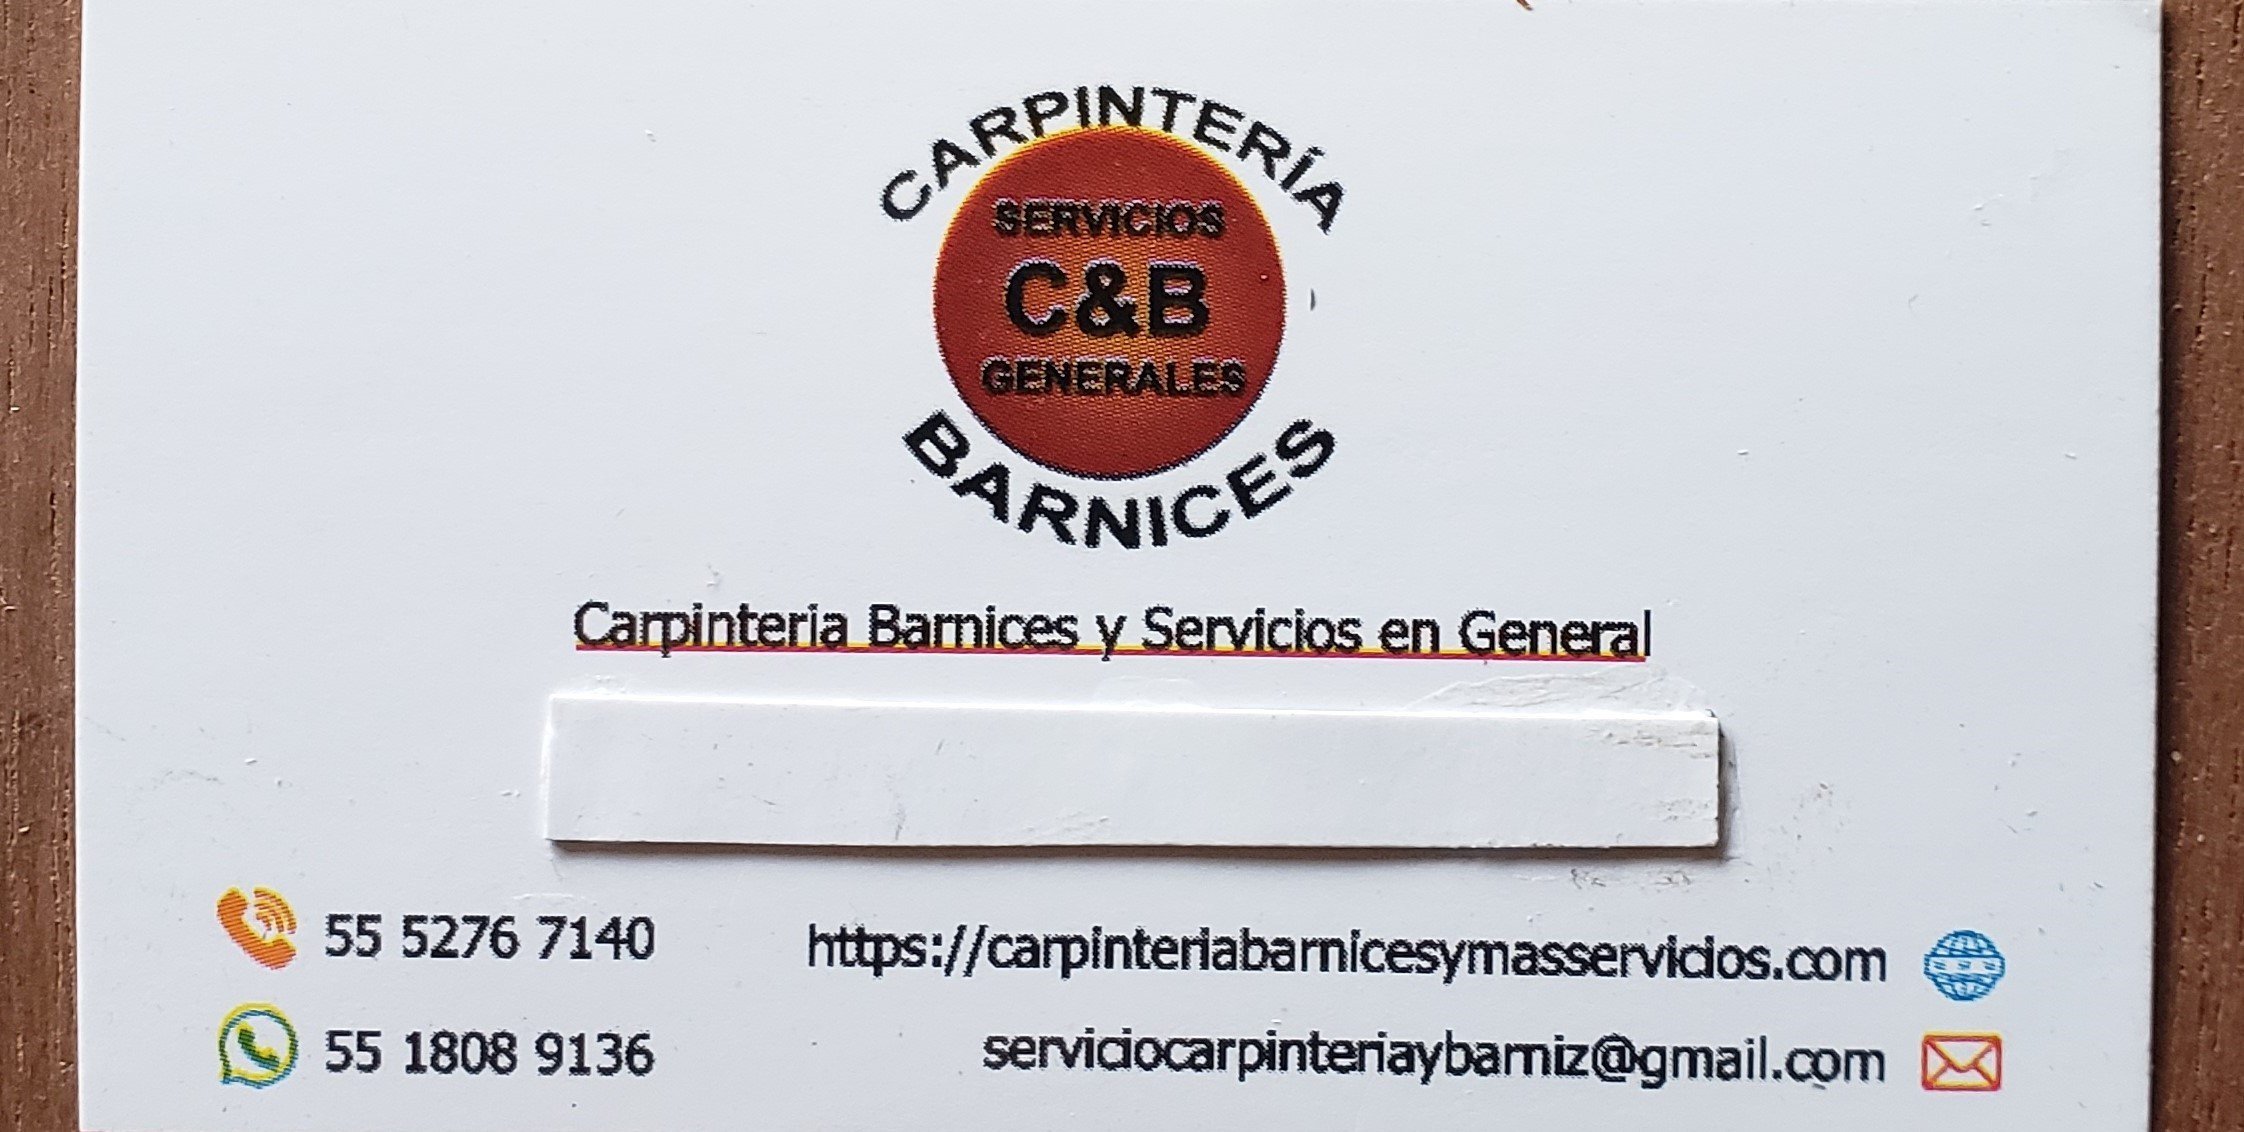 CARPINTERÍA
SERVICIOS
C&B
GENERALES
BARNICES
Carpinteria Barnices y Servicios en General
55 5276 7140
https://carpinteriabarnicesymasservicios.com
55 1808 9136
serviciocarpinteriaybarniz@gmail.com